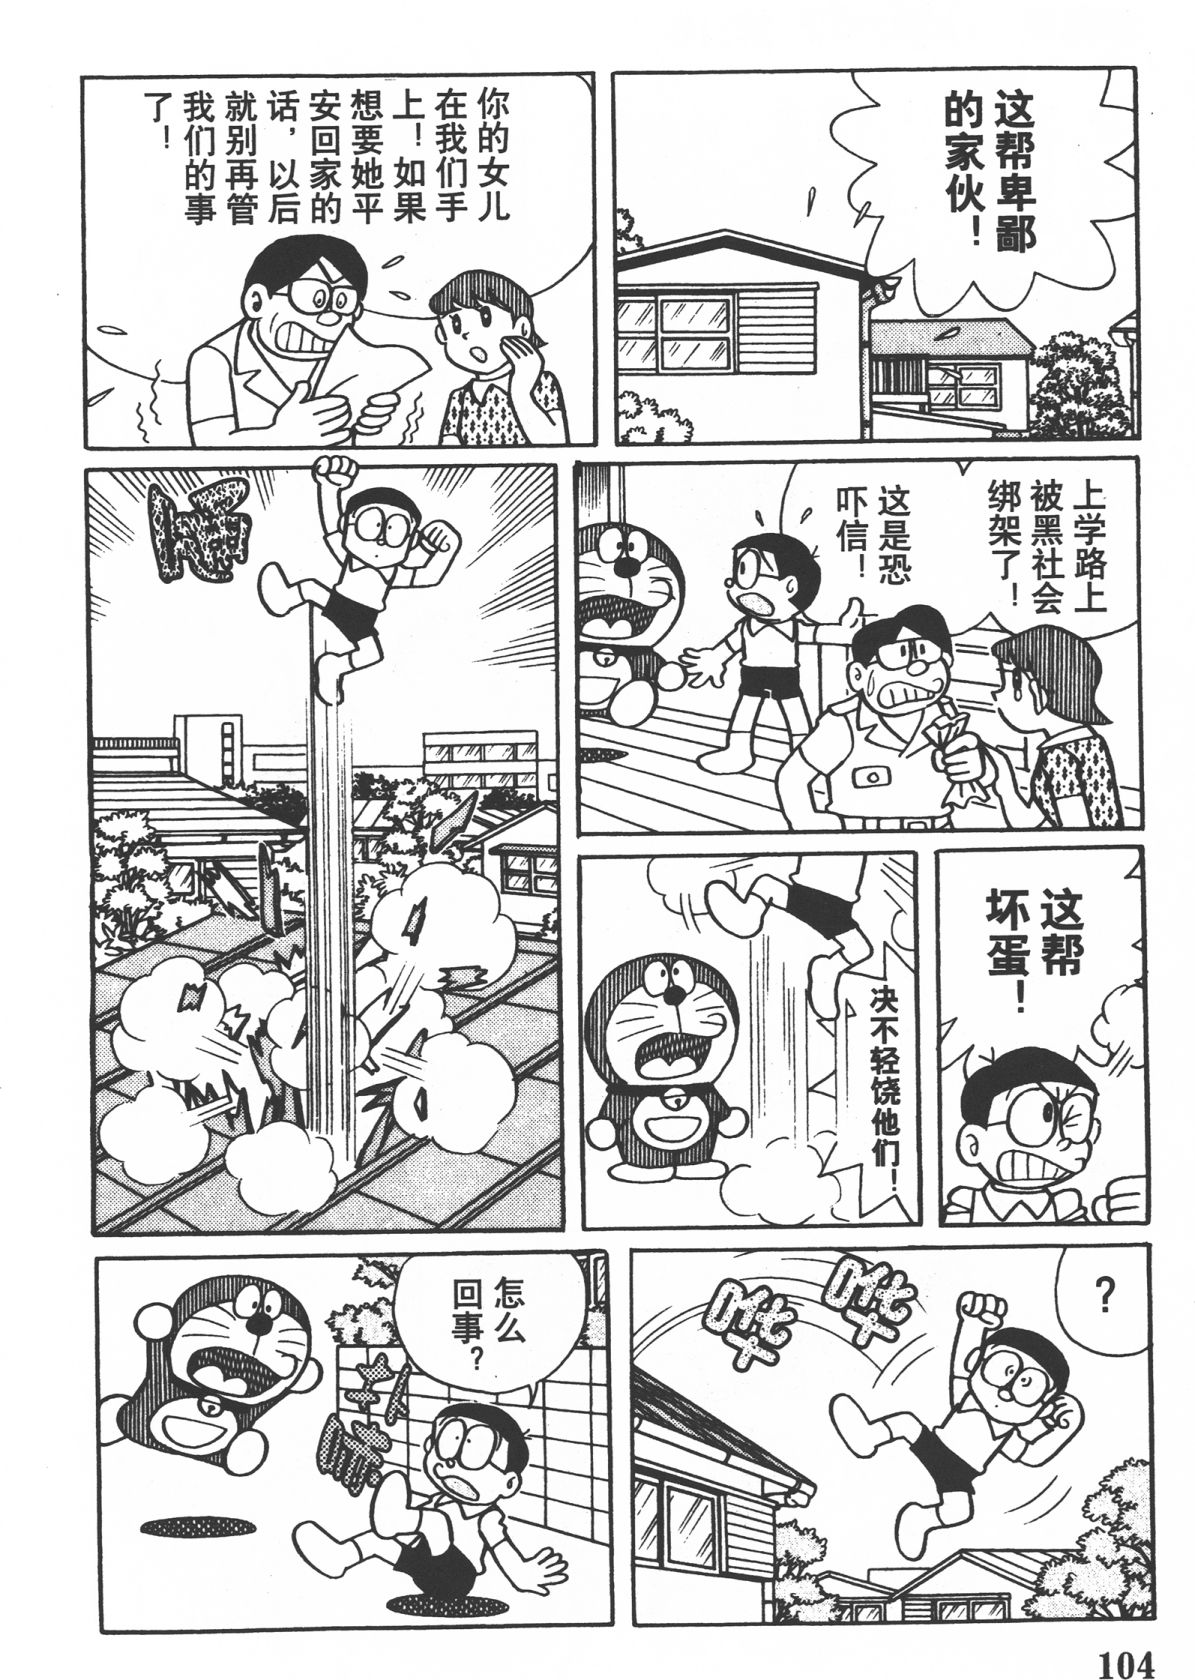 这帮卑鄙
的家伙！
你的女儿
在我们手
上！如果
想要她平
安回家的
话，以后
就别再管
我们的事
了！
上学路上
被黑社会
绑架了！
这是恐
吓信！
这帮
坏蛋！
决不轻饶他们！
？
哗
哗
怎么
回事？
104